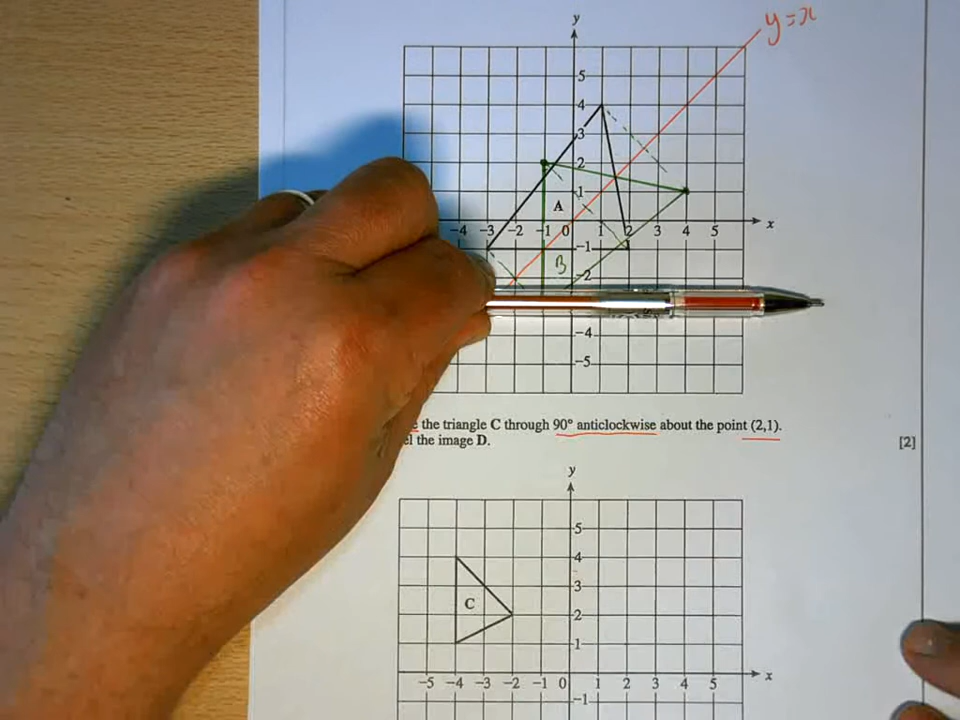 y
y=x
5
4
3
2
1
A
-4 -3 -2 -1 0 1 2 3 4 5 x
-1
B
-2
-4
-5
the triangle C through 90° anticlockwise about the point (2,1).
the image D.
[2]
y
5
4
3
C
2
1
-5 -4 -3 -2 -1 0 1 2 3 4 5 x
-1